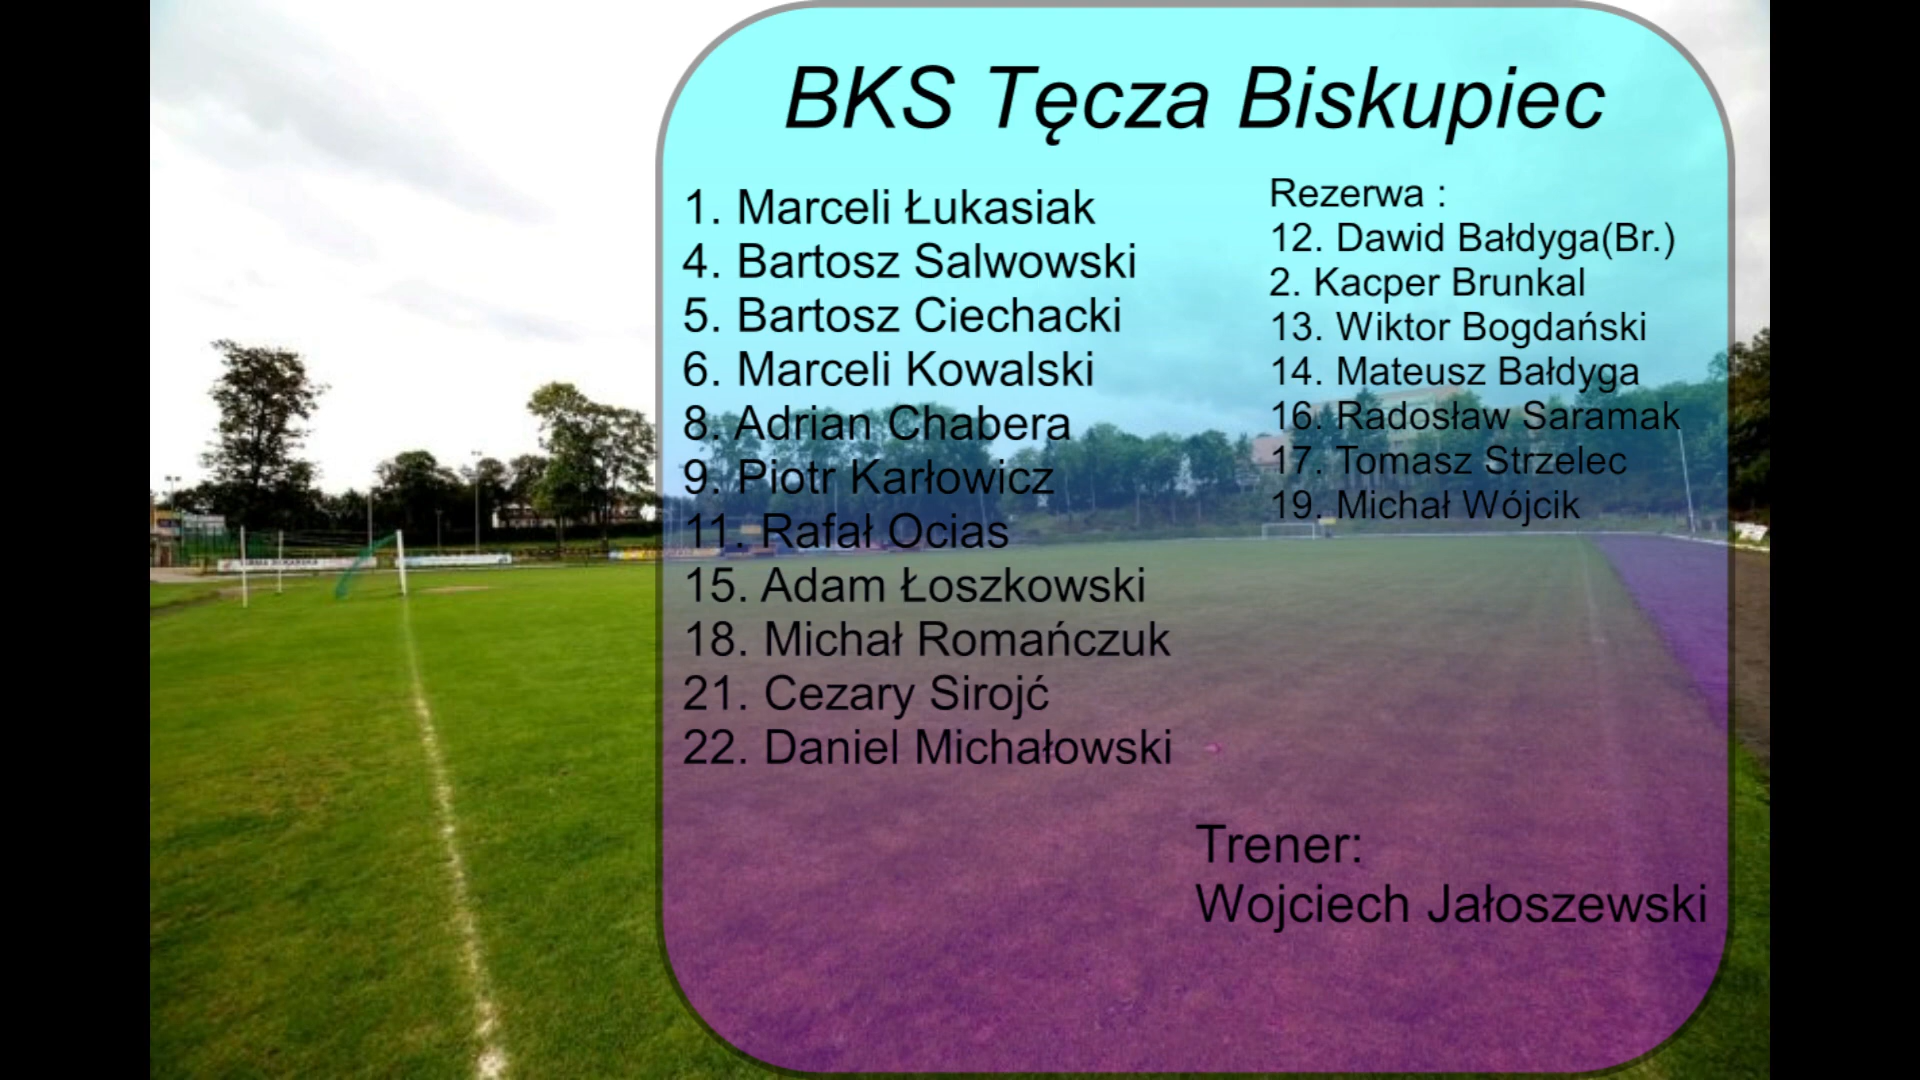 BKS Tęcza Biskupiec
1. Marceli Łukasiak
4. Bartosz Salwowski
5. Bartosz Ciechacki
6. Marceli Kowalski
8. Adrian Chabera
9. Piotr Karłowicz
11. Rafał Ocias
15. Adam Łoszkowski
18. Michał Romańczuk
21. Cezary Sirojć
22. Daniel Michałowski
Rezerwa :
12. Dawid Bałdyga(Br.)
2. Kacper Brunkal
13. Wiktor Bogdański
14. Mateusz Bałdyga
16. Radosław Saramak
17. Tomasz Strzelec
19. Michał Wójcik
Trener:
Wojciech Jałoszewski